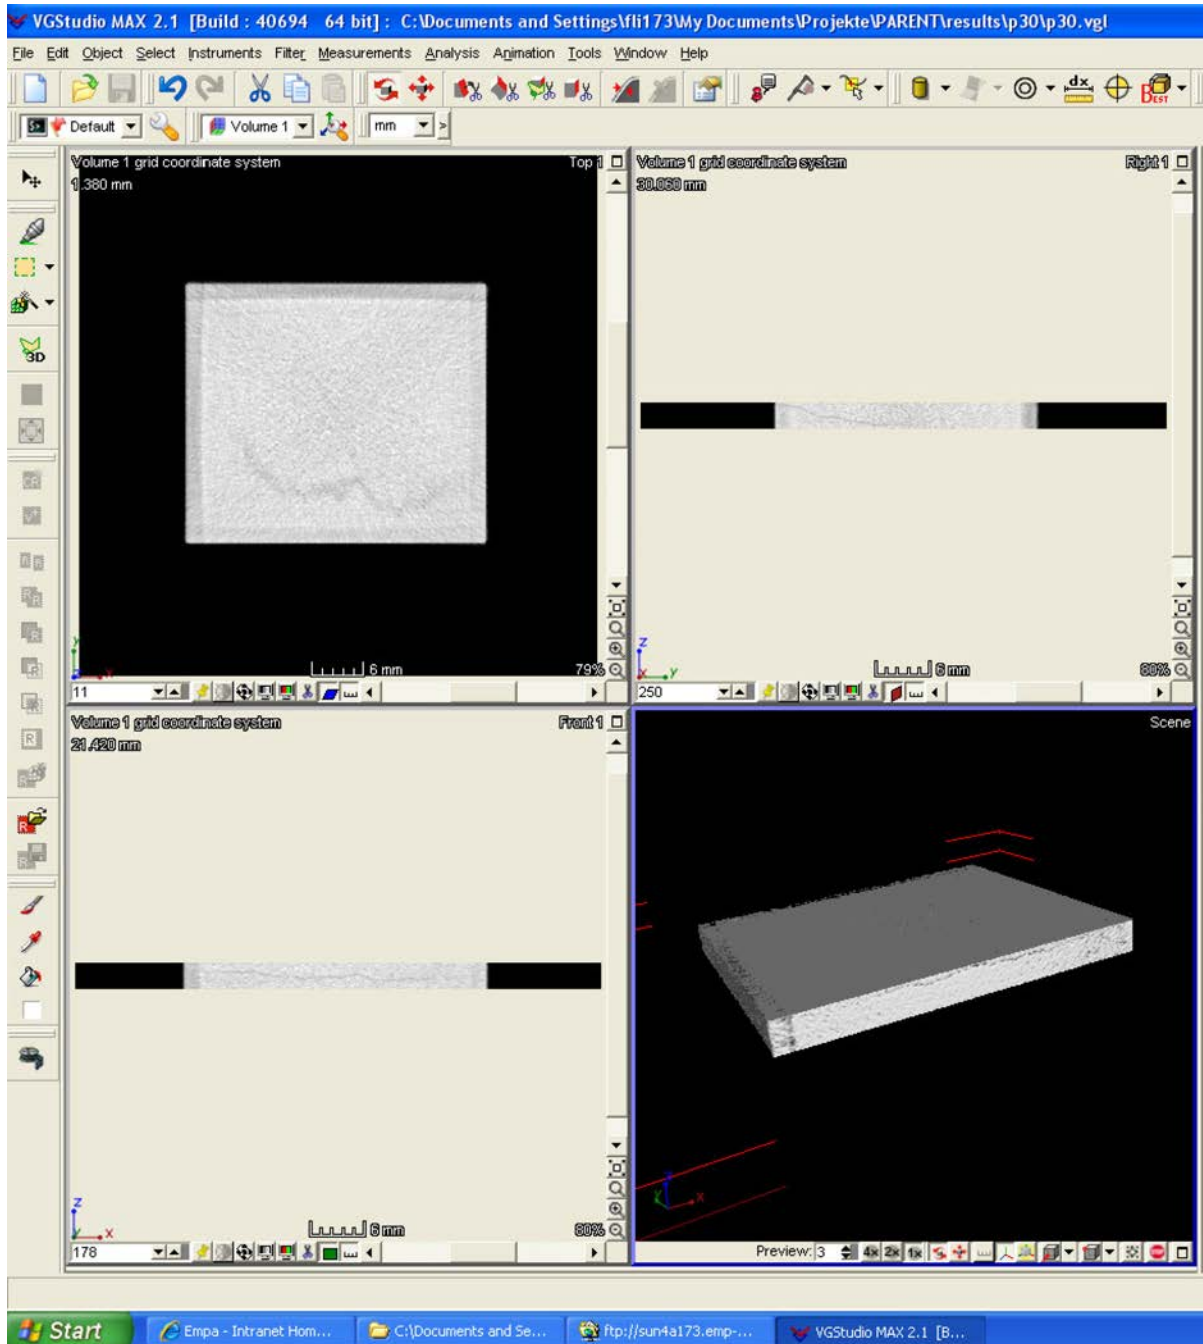 VGStudio MAX 2.1 [Build : 40694 64 bit] : C:\Documents and Settings\fli173\My Documents\Projekte\PARENT\results\p30\p30.vgl
File Edit Object Select Instruments Filter Measurements Analysis Animation Tools Window Help
dx
BEST
Default Volume 1 mm >
Volume 1 grid coordinate system Top 1
1.380 mm
Volume 1 grid coordinate system Right 1
30.060 mm
3D
y
x
6 mm 79%
11
z
x y
6 mm 80%
250
Volume 1 grid coordinate system Front 1
21.420 mm
Scene
z
y x
6 mm 80%
178
z
y x
Preview: 3 4x 2x 1x
Start Empa - Intranet Hom... C:\Documents and Se... ftp://sun4a173.emp-... VGStudio MAX 2.1 [B...